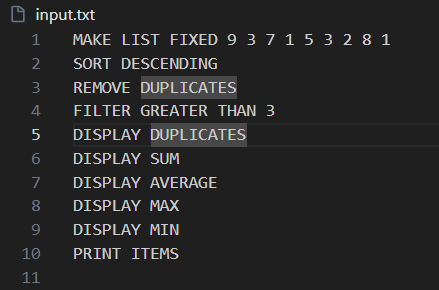 input.txt
1 MAKE LIST FIXED 9 3 7 1 5 3 2 8 1
2 SORT DESCENDING
3 REMOVE DUPLICATES
4 FILTER GREATER THAN 3
5 DISPLAY DUPLICATES
6 DISPLAY SUM
7 DISPLAY AVERAGE
8 DISPLAY MAX
9 DISPLAY MIN
10 PRINT ITEMS
11